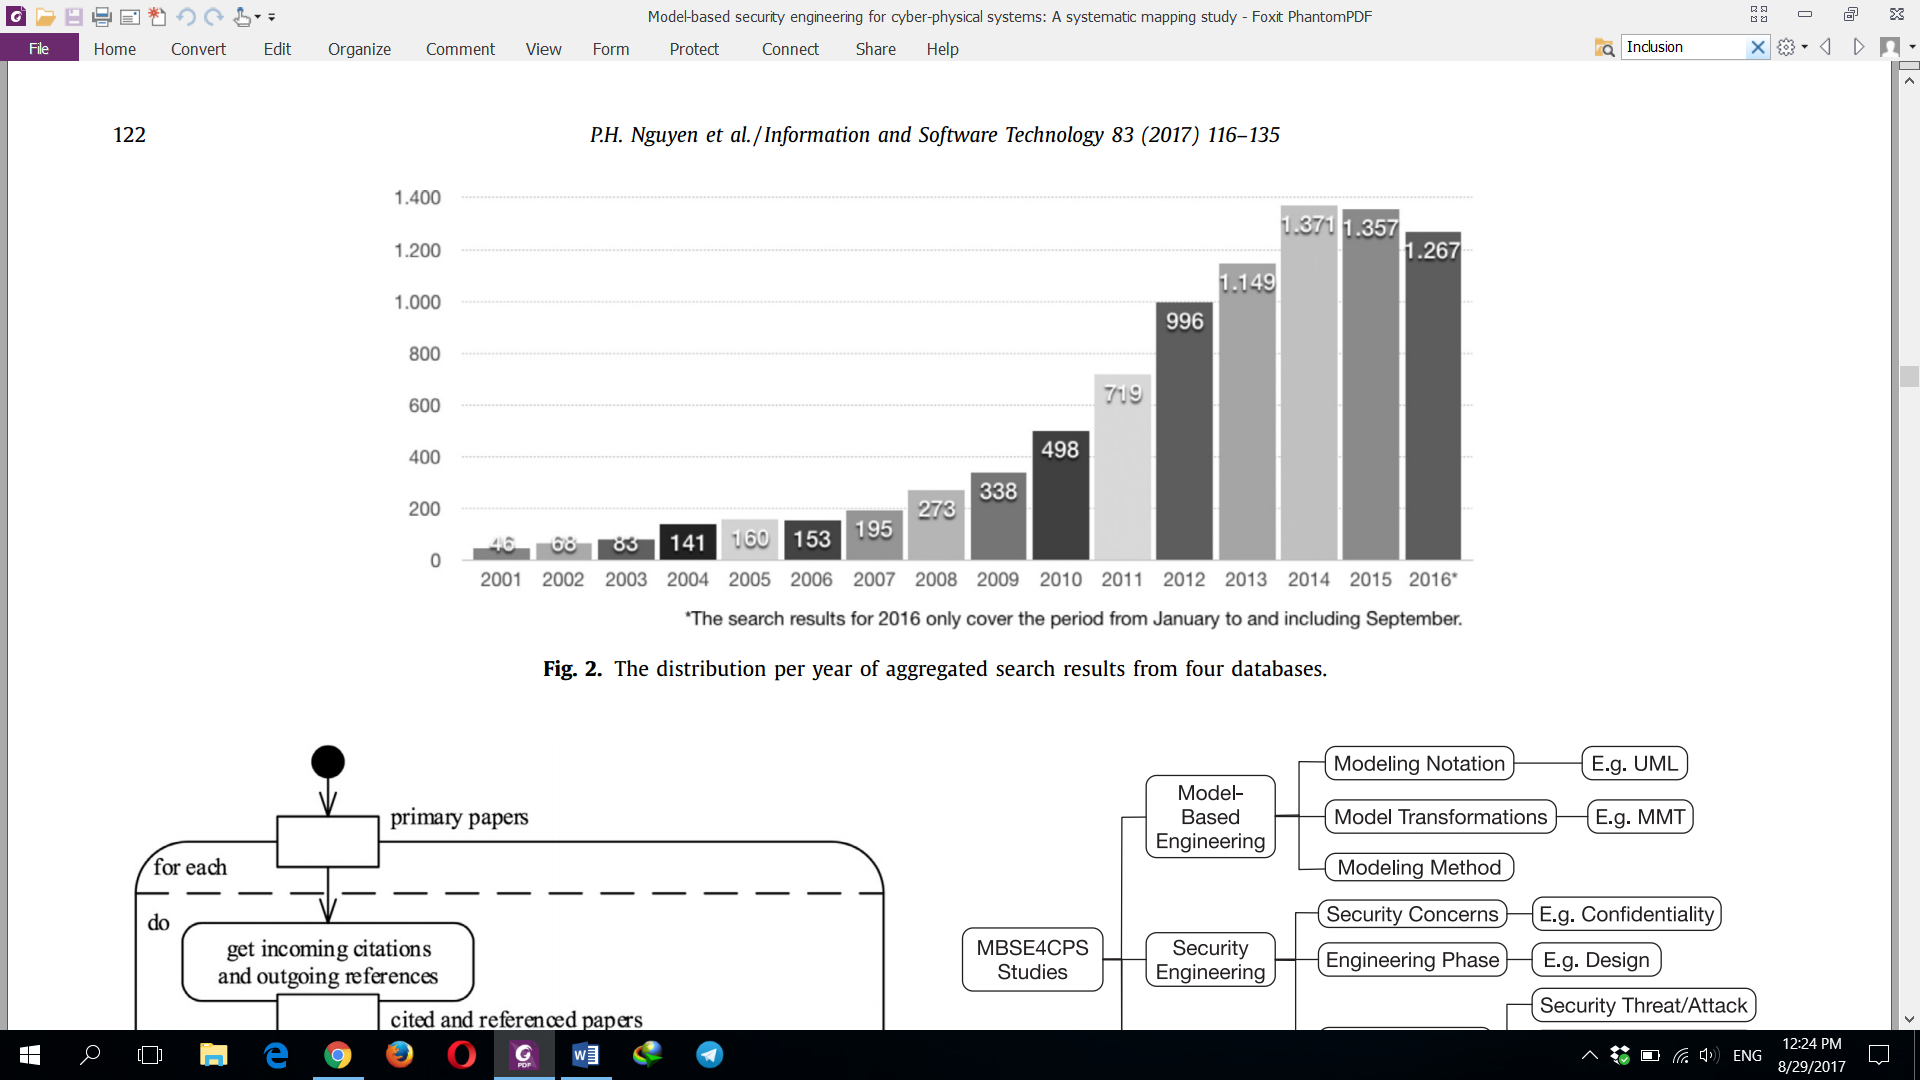 Model-based security engineering for cyber-physical systems: A systematic mapping study - Foxit PhantomPDF
File Home Convert Edit Organize Comment View Form Protect Connect Share Help
Inclusion
122
P.H. Nguyen et al. / Information and Software Technology 83 (2017) 116–135
1.400
1.200
1.000
800
600
400
200
0
46 68 83 141 160 153 195 273 338 498 719 996 1.149 1.371 1.357 1.267
2001 2002 2003 2004 2005 2006 2007 2008 2009 2010 2011 2012 2013 2014 2015 2016*
*The search results for 2016 only cover the period from January to and including September.
Fig. 2. The distribution per year of aggregated search results from four databases.
primary papers
for each
do
get incoming citations
and outgoing references
cited and referenced papers
MBSE4CPS
Studies
Model-
Based
Engineering
Modeling Notation
E.g. UML
Model Transformations
E.g. MMT
Modeling Method
Security
Engineering
Security Concerns
E.g. Confidentiality
Engineering Phase
E.g. Design
Security Threat/Attack
PDF
ENG
12:24 PM
8/29/2017